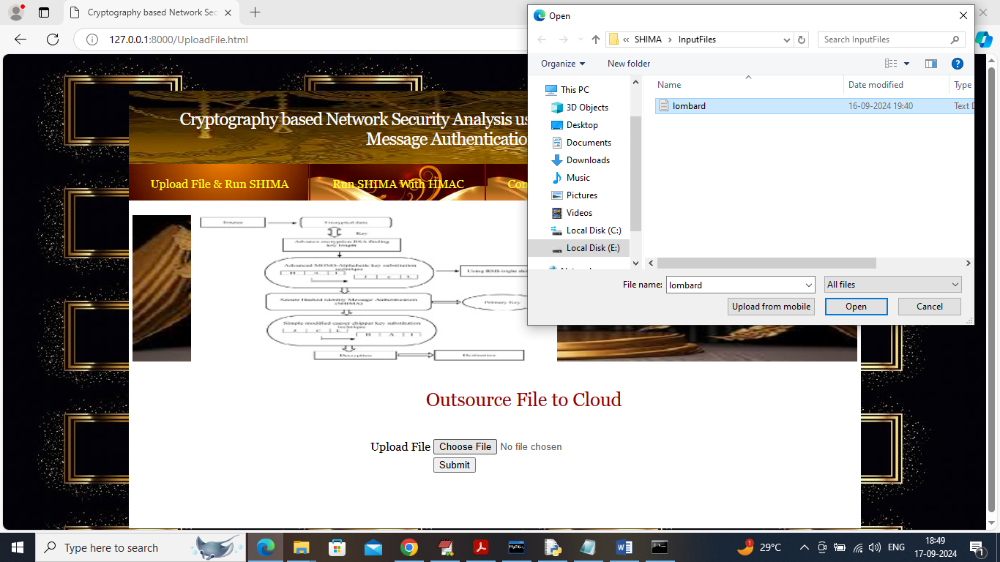 Cryptography based Network Sec
127.0.0.1:8000/UploadFile.html
Open
SHIMA
InputFiles
Search InputFiles
Organize
New folder
This PC
3D Objects
Desktop
Documents
Downloads
Music
Pictures
Videos
Local Disk (C:)
Local Disk (E:)
Name
Date modified
Type
lombard
16-09-2024 19:40
Text D
File name:
lombard
All files
Upload from mobile
Open
Cancel
Cryptography based Network Security Analysis us
Message Authenticatio
Upload File & Run SHIMA
Run SHIMA With HMAC
Con
Source
Encrypted data
Key
Advance encryption RSA finding
key length
Advanced MONO-Alphabetic key substitution
technique
Secure Hashed Identity Message Authentication
(SHIMA)
Primary Key
Simple modified caeser chipper key substitution
technique
Decryption
Destination
Outsource File to Cloud
Upload File
Choose File
No file chosen
Submit
Type here to search
1
29°C
ENG
18:49
17-09-2024
1